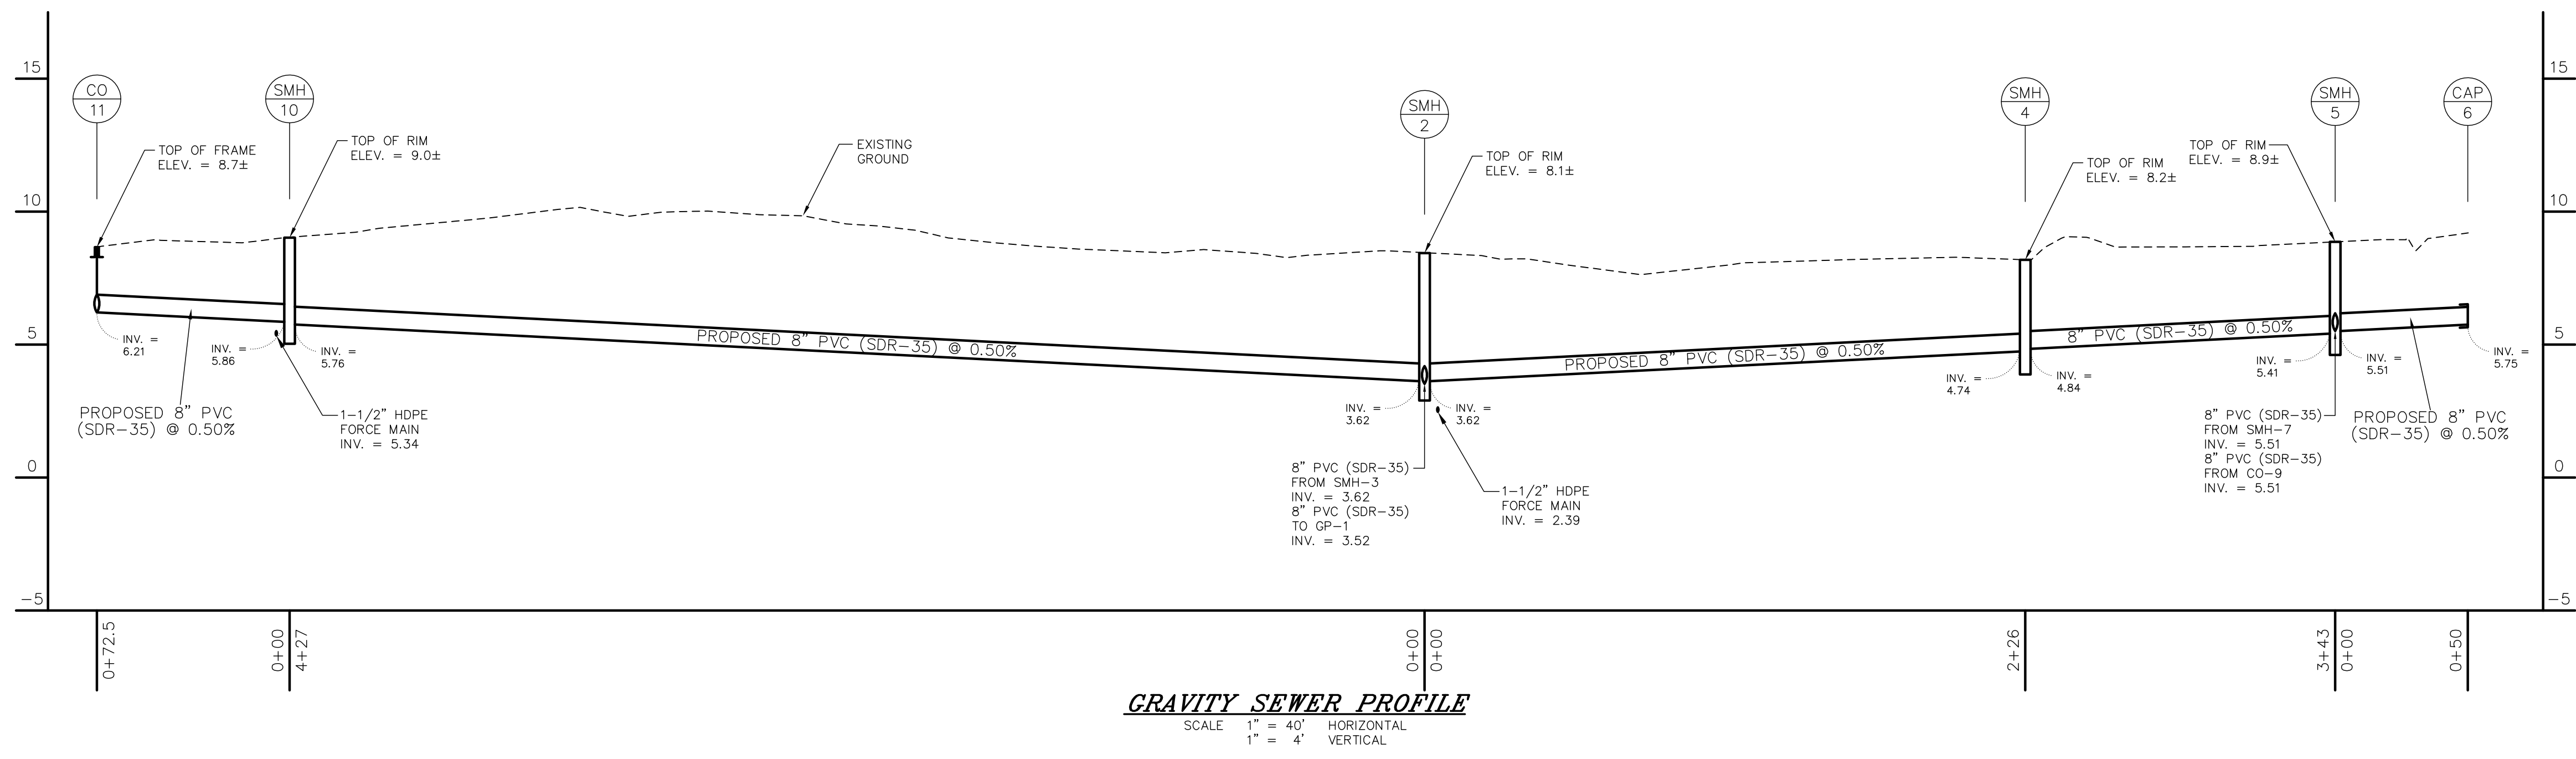 15
10
5
0
-5
CO
11
SMH
10
SMH
2
SMH
4
SMH
5
CAP
6
15
10
5
0
-5
TOP OF FRAME
ELEV. = 8.7±
TOP OF RIM
ELEV. = 9.0±
EXISTING
GROUND
TOP OF RIM
ELEV. = 8.1±
TOP OF RIM
ELEV. = 8.2±
TOP OF RIM
ELEV. = 8.9±
INV. =
6.21
INV. =
5.86
INV. =
5.76
PROPOSED 8" PVC (SDR-35) @ 0.50%
PROPOSED 8" PVC (SDR-35) @ 0.50%
8" PVC (SDR-35) @ 0.50%
INV. =
3.62
INV. =
3.62
INV. =
4.74
INV. =
4.84
INV. =
5.41
INV. =
5.51
INV. =
5.75
PROPOSED 8" PVC
(SDR-35) @ 0.50%
1-1/2" HDPE
FORCE MAIN
INV. = 5.34
8" PVC (SDR-35)
FROM SMH-3
INV. = 3.62
8" PVC (SDR-35)
TO GP-1
INV. = 3.52
1-1/2" HDPE
FORCE MAIN
INV. = 2.39
8" PVC (SDR-35)
FROM SMH-7
INV. = 5.51
8" PVC (SDR-35)
FROM CO-9
INV. = 5.51
PROPOSED 8" PVC
(SDR-35) @ 0.50%
0+72.5
0+00
4+27
0+00
0+00
2+26
3+43
0+00
0+50
GRAVITY SEWER PROFILE
SCALE 1" = 40' HORIZONTAL
1" = 4' VERTICAL